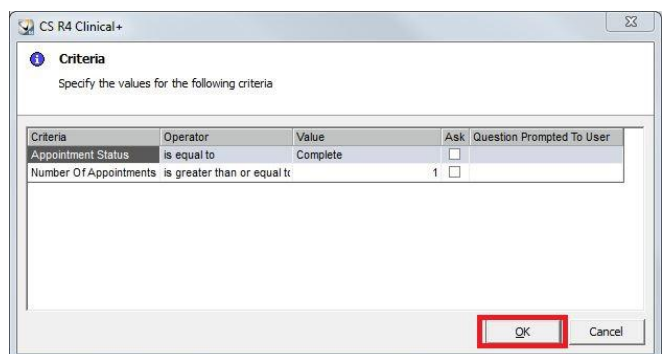 CS R4 Clinical+
Criteria
Specify the values for the following criteria
Criteria Operator Value Ask Question Prompted To User
Appointment Status is equal to Complete
Number Of Appointments is greater than or equal to 1
OK Cancel